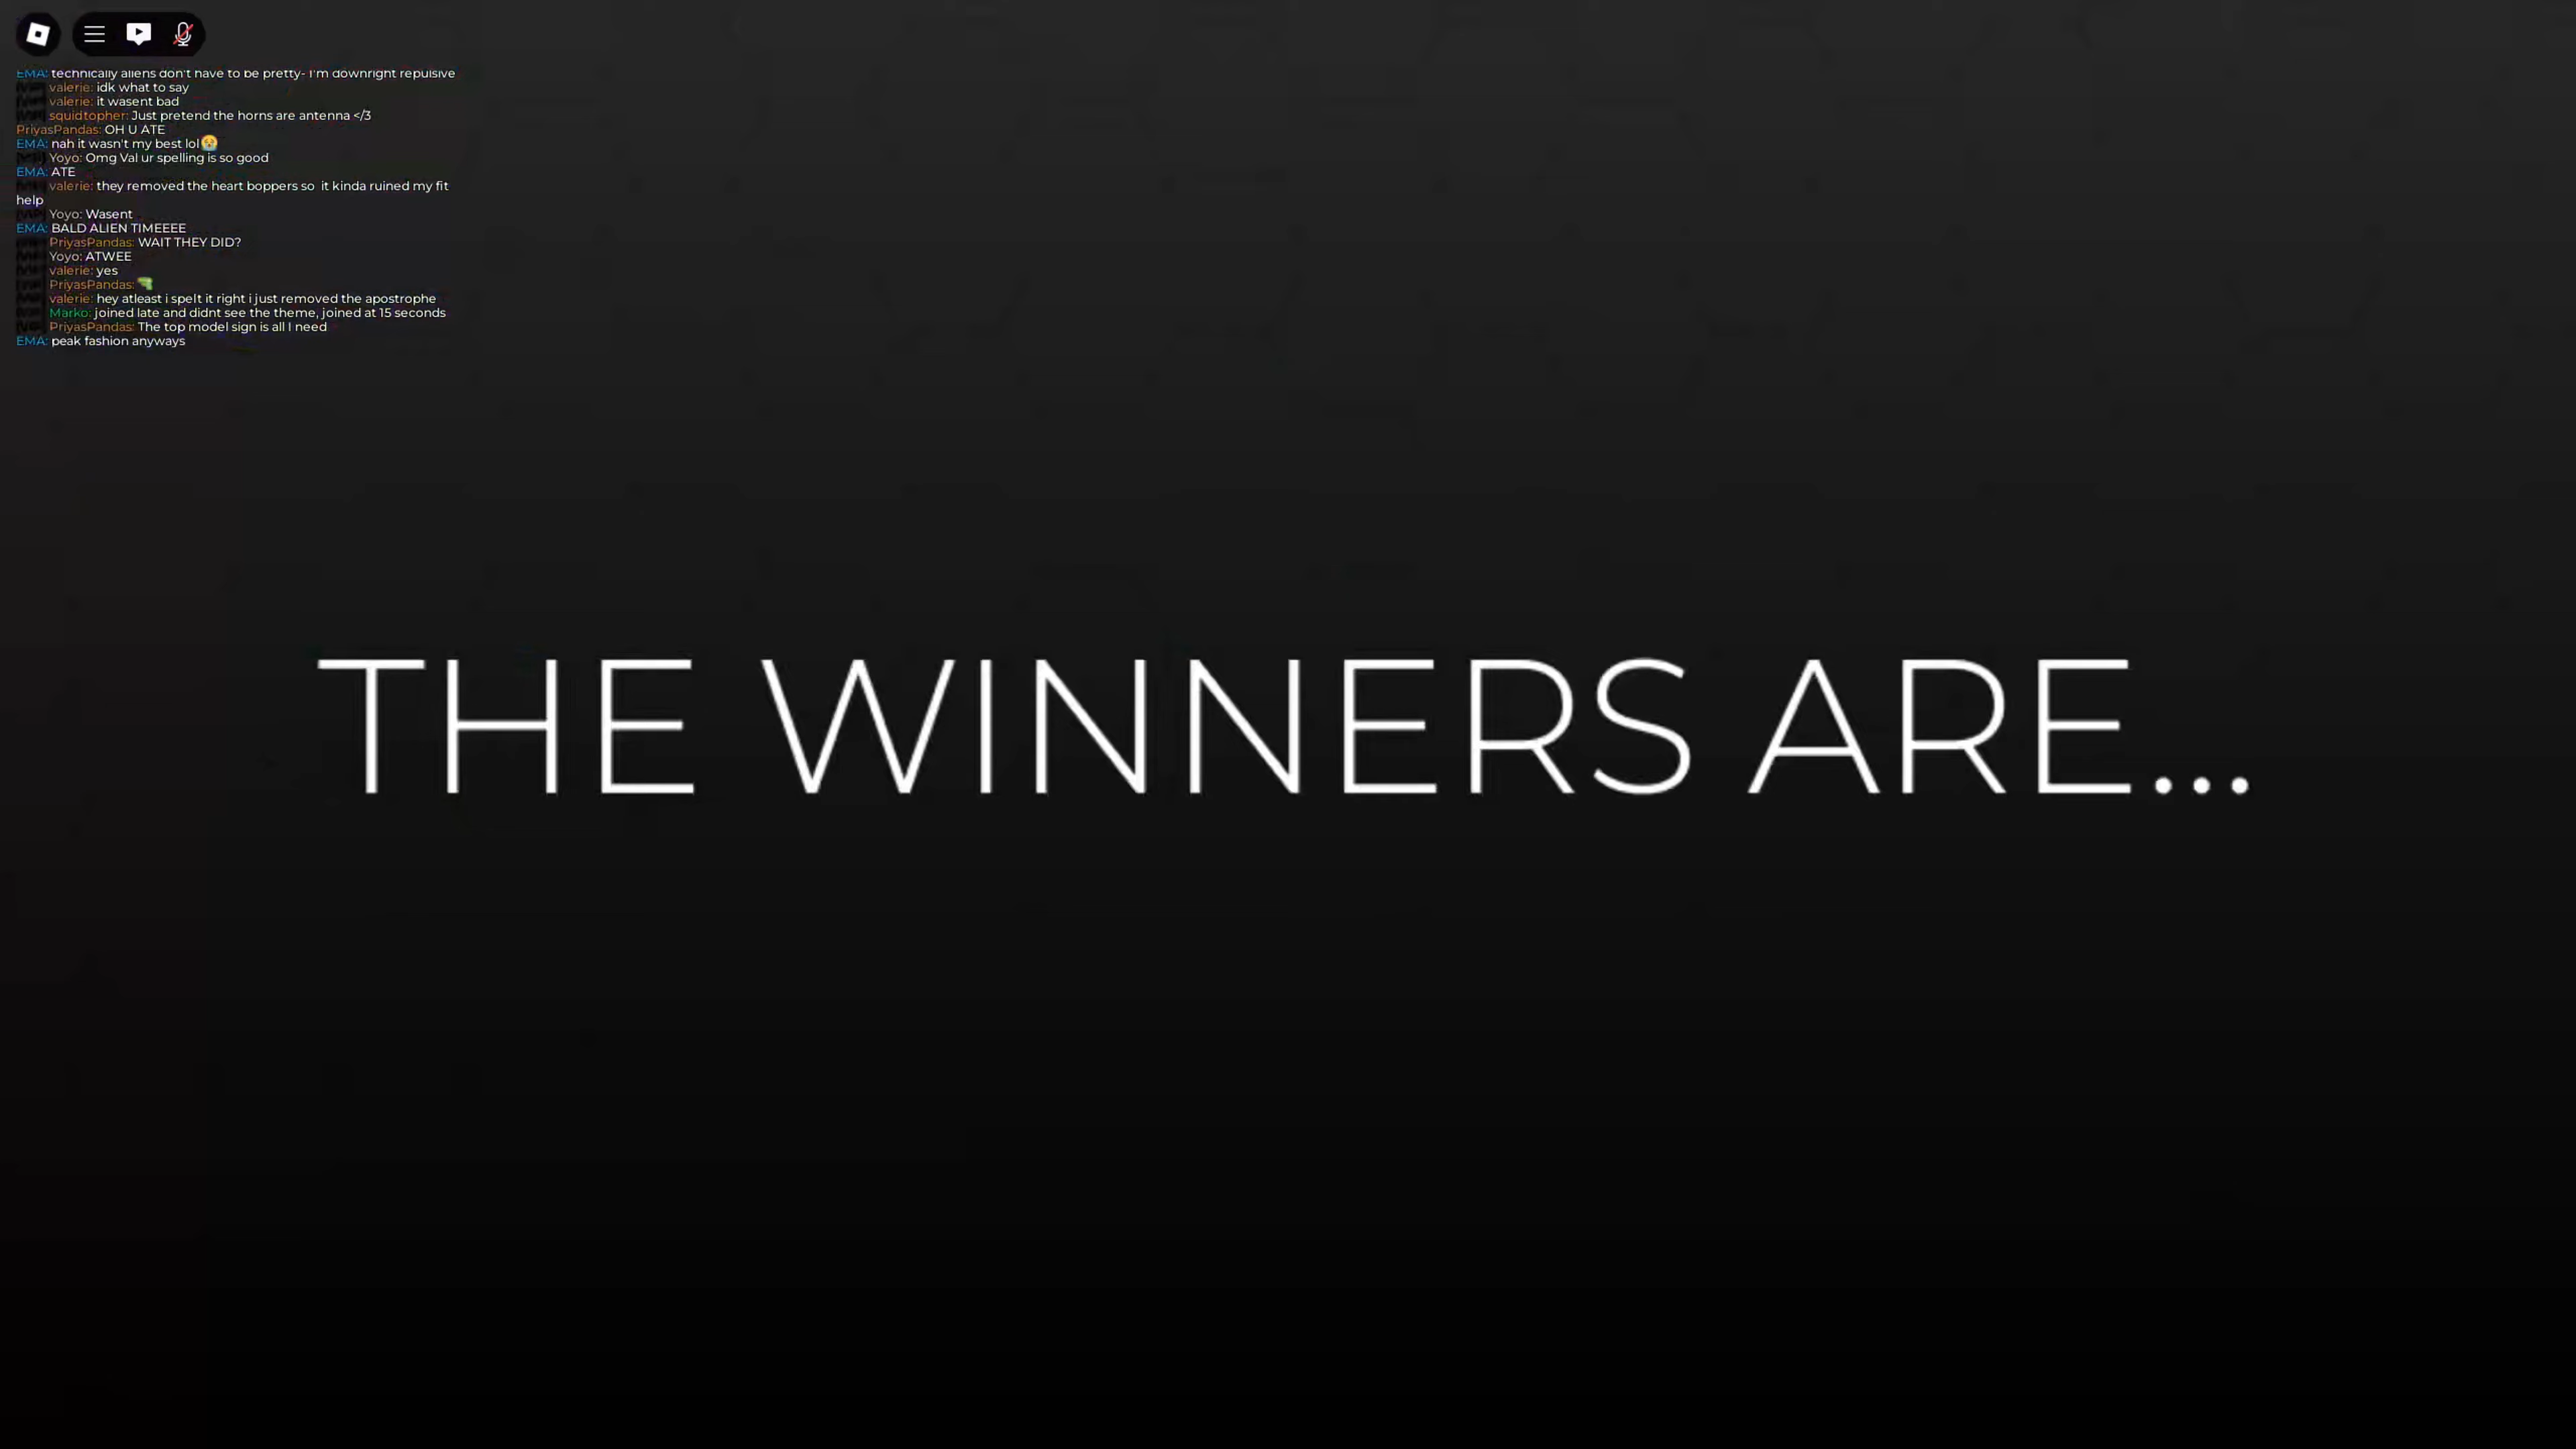 EMA: technically aliens don't have to be pretty- I'm downright repulsive
valerie: idk what to say
valerie: it wasent bad
squidtopher: Just pretend the horns are antenna </3
PriyasPandas: OH U ATE
EMA: nah it wasn't my best lol😭
Yoyo: Omg Val ur spelling is so good
EMA: ATE
valerie: they removed the heart boppers so it kinda ruined my fit
help
Yoyo: Wasent
EMA: BALD ALIEN TIMEEEE
PriyasPandas: WAIT THEY DID?
Yoyo: ATWEE
valerie: yes
PriyasPandas: 🔫
valerie: hey atleast i spelt it right i just removed the apostrophe
Marko: joined late and didnt see the theme, joined at 15 seconds
PriyasPandas: The top model sign is all I need
EMA: peak fashion anyways
THE WINNERS ARE...